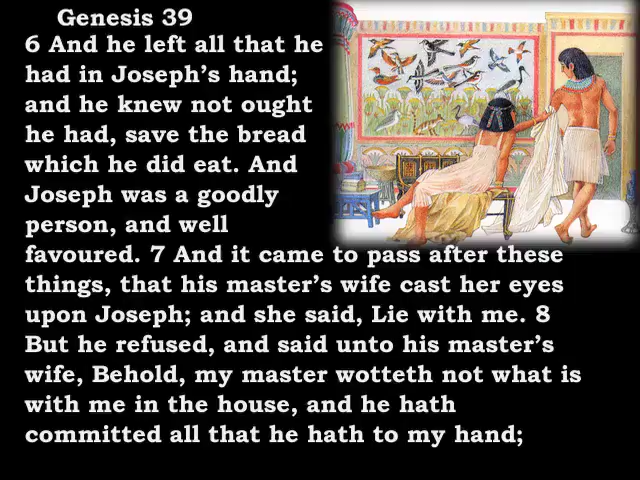 Genesis 39
6 And he left all that he
had in Joseph’s hand;
and he knew not ought
he had, save the bread
which he did eat. And
Joseph was a goodly
person, and well
favoured. 7 And it came to pass after these
things, that his master’s wife cast her eyes
upon Joseph; and she said, Lie with me. 8
But he refused, and said unto his master’s
wife, Behold, my master wotteth not what is
with me in the house, and he hath
committed all that he hath to my hand;